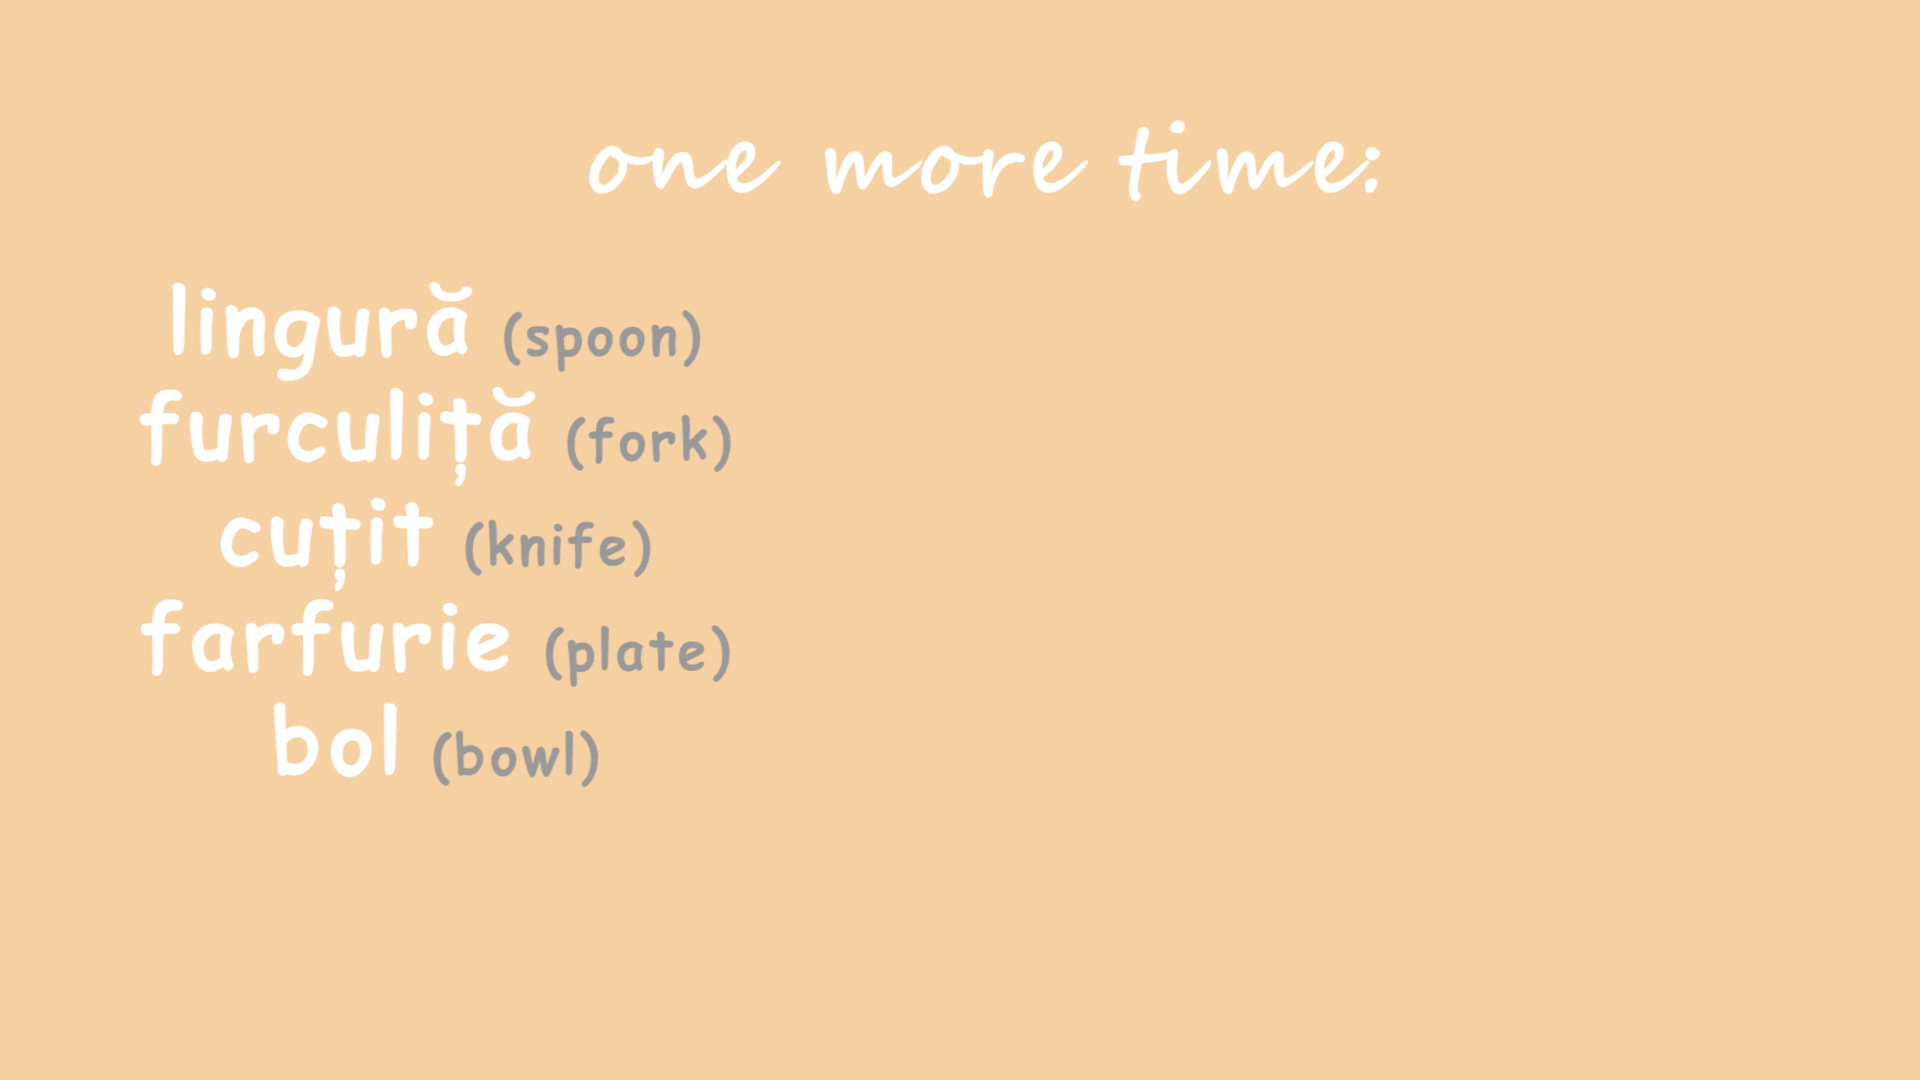 one more time:
lingură (spoon)
furculiță (fork)
cuțit (knife)
farfurie (plate)
bol (bowl)